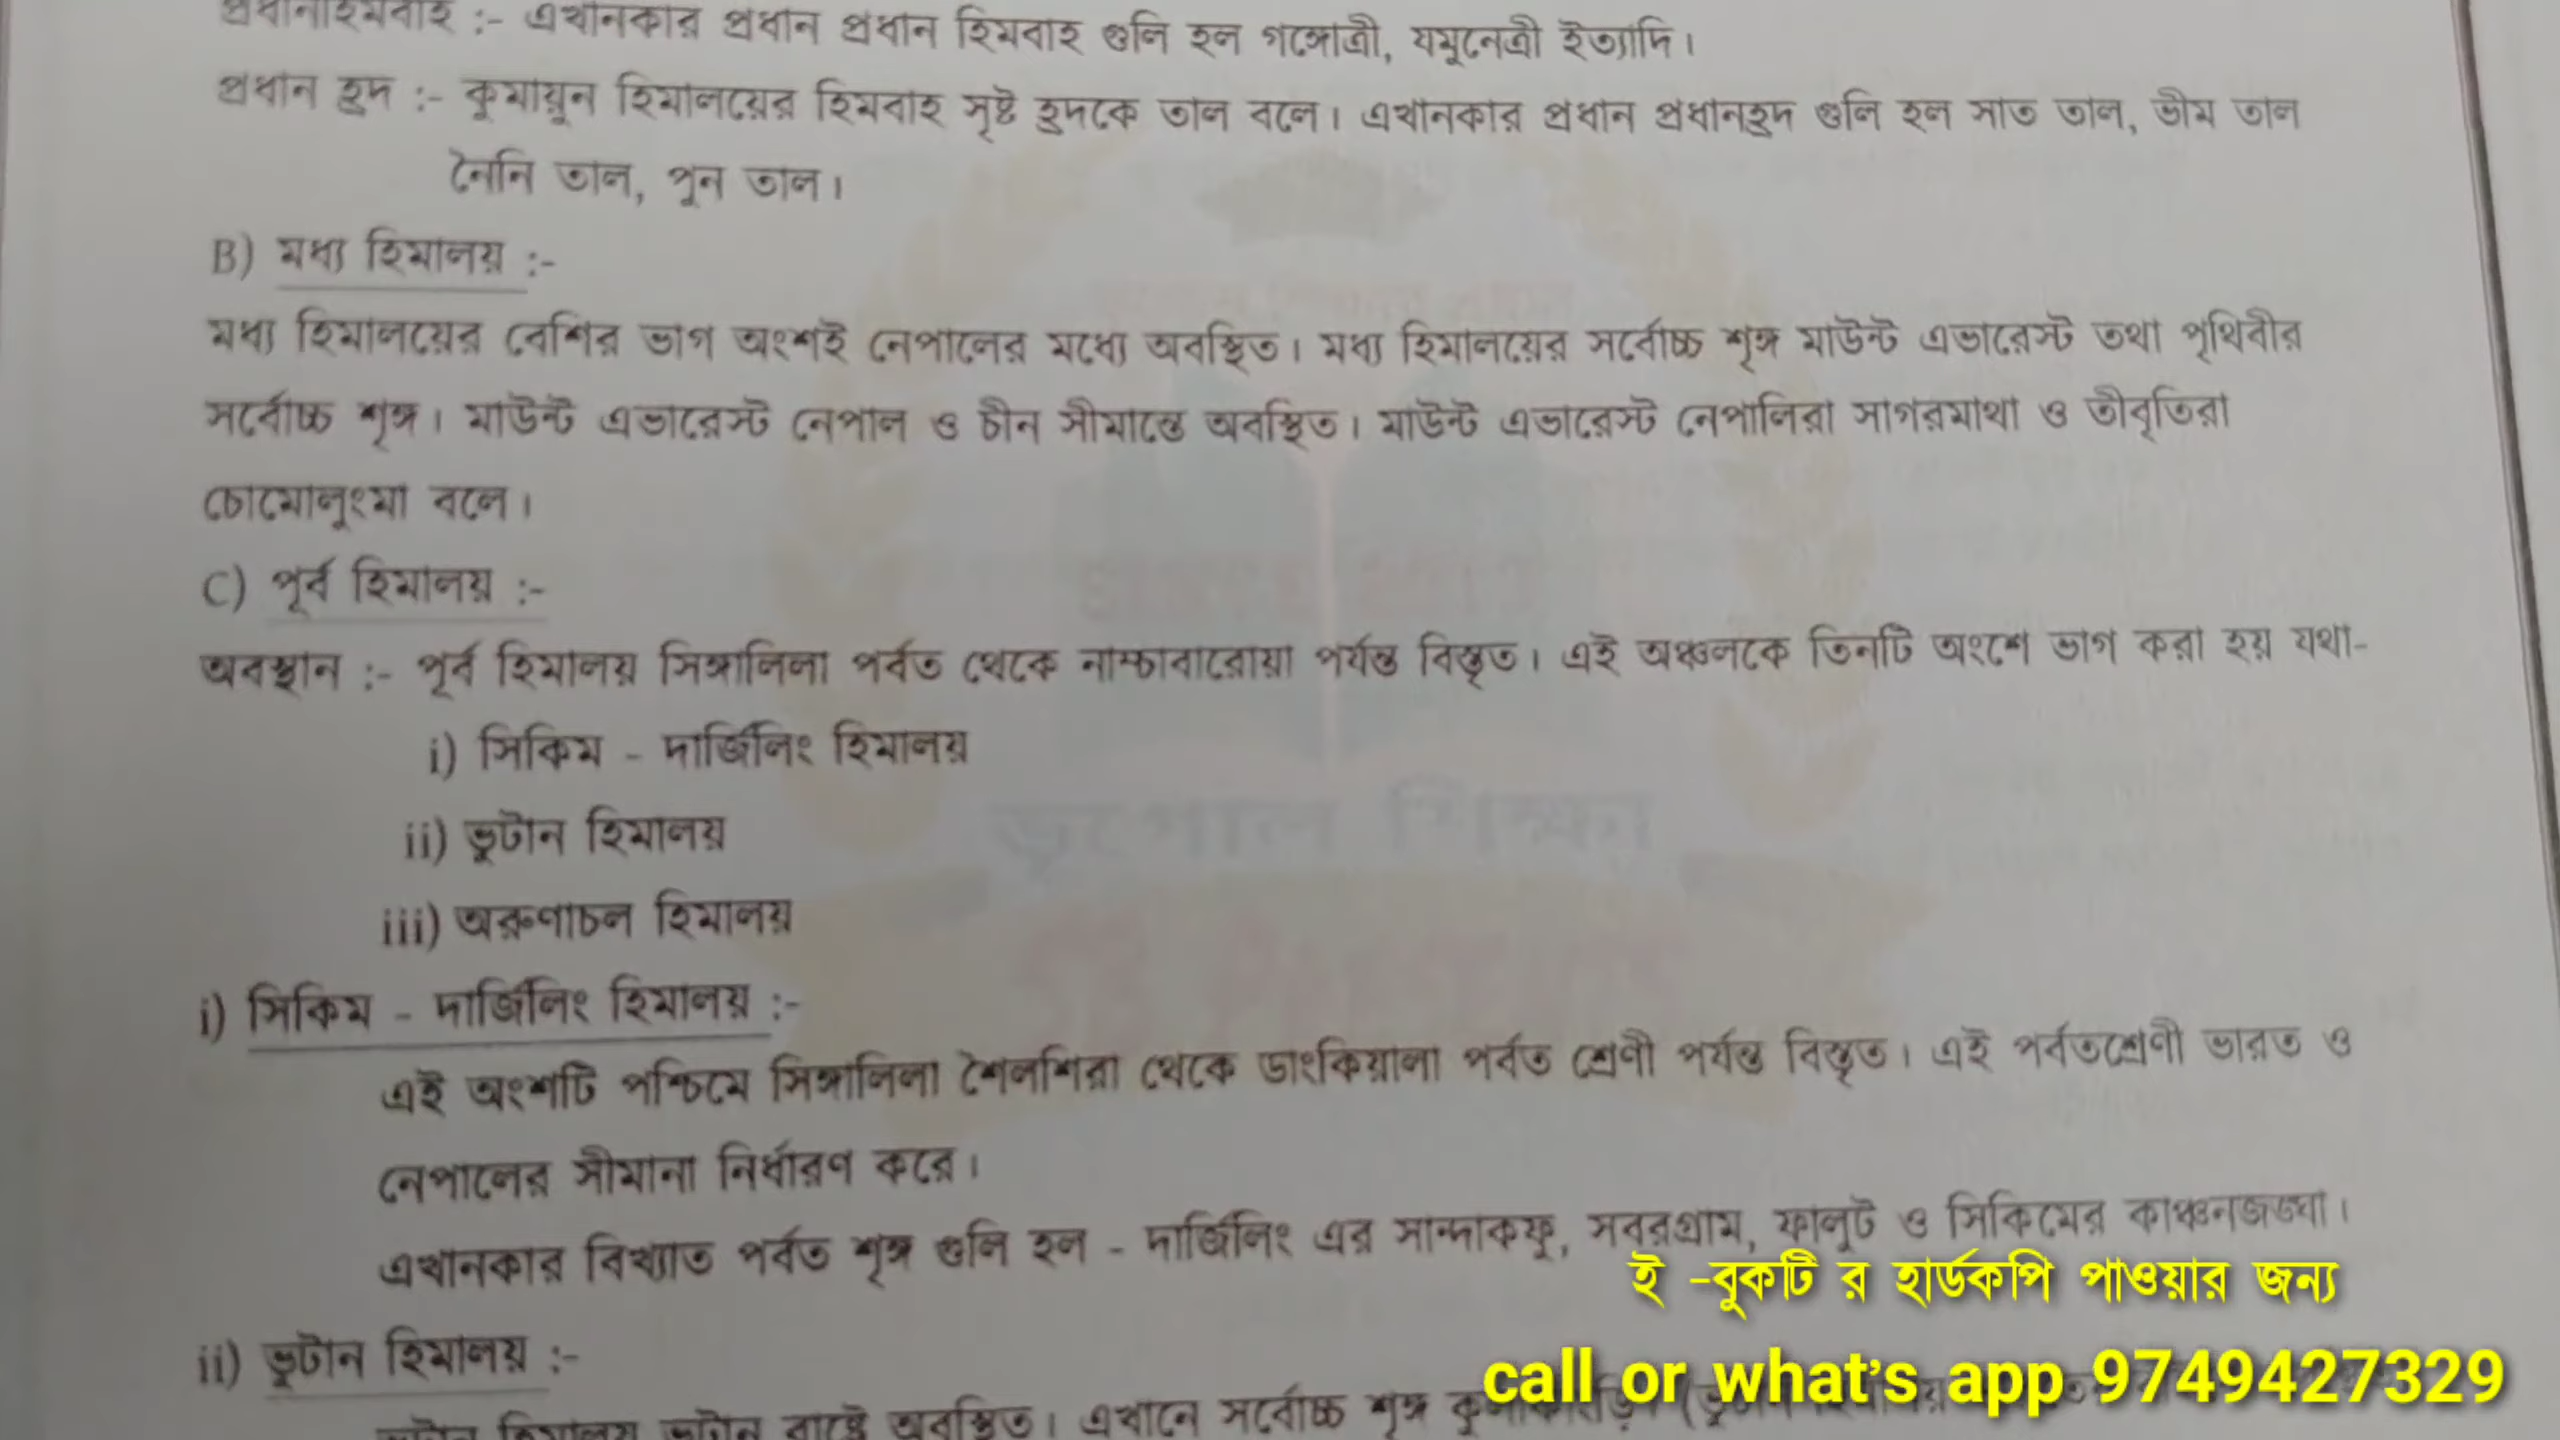 প্রধানহিমবাহ :- এখানকার প্রধান প্রধান হিমবাহ গুলি হল গঙ্গোত্রী, যমুনেত্রী ইত্যাদি।
প্রধান হ্রদ :- কুমায়ুন হিমালয়ের হিমবাহ সৃষ্ট হ্রদকে তাল বলে। এখানকার প্রধান প্রধানহ্রদ গুলি হল সাত তাল, ভীম তাল
নৈনি তাল, পুন তাল।
B) মধ্য হিমালয় :-
মধ্য হিমালয়ের বেশির ভাগ অংশই নেপালের মধ্যে অবস্থিত। মধ্য হিমালয়ের সর্বোচ্চ শৃঙ্গ মাউন্ট এভারেস্ট তথা পৃথিবীর
সর্বোচ্চ শৃঙ্গ। মাউন্ট এভারেস্ট নেপাল ও চীন সীমান্তে অবস্থিত। মাউন্ট এভারেস্ট নেপালিরা সাগরমাথা ও তীবৃতিরা
চোমোলুংমা বলে।
C) পূর্ব হিমালয় :-
অবস্থান :- পূর্ব হিমালয় সিঙ্গালিলা পর্বত থেকে নামচাবারোয়া পর্যন্ত বিস্তৃত। এই অঞ্চলকে তিনটি অংশে ভাগ করা হয় যথা-
i) সিকিম - দার্জিলিং হিমালয়
ii) ভুটান হিমালয়
iii) অরুণাচল হিমালয়
ভূগোল শিক্ষা
i) সিকিম - দার্জিলিং হিমালয় :-
এই অংশটি পশ্চিমে সিঙ্গালিলা শৈলশিরা থেকে ডাংকিয়ালা পর্বত শ্রেণী পর্যন্ত বিস্তৃত। এই পর্বতশ্রেণী ভারত ও
নেপালের সীমানা নির্ধারণ করে।
এখানকার বিখ্যাত পর্বত শৃঙ্গ গুলি হল - দার্জিলিং এর সান্দাকফু, সবরগ্রাম, ফালুট ও সিকিমের কাঞ্চনজঙ্ঘা।
ই -বুকটি র হার্ডকপি পাওয়ার জন্য
ii) ভুটান হিমালয় :-
call or what's app 9749427329
ভুটান হিমালয় ভুটান রাষ্ট্রে অবস্থিত। এখানে সর্বোচ্চ শৃঙ্গ